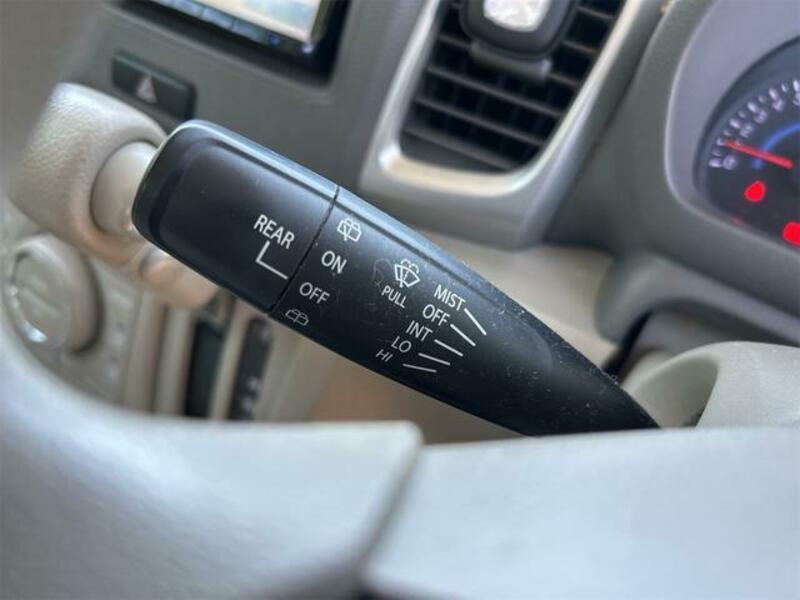 REAR
ON
OFF
PULL
MIST
OFF
INT
LO
HI